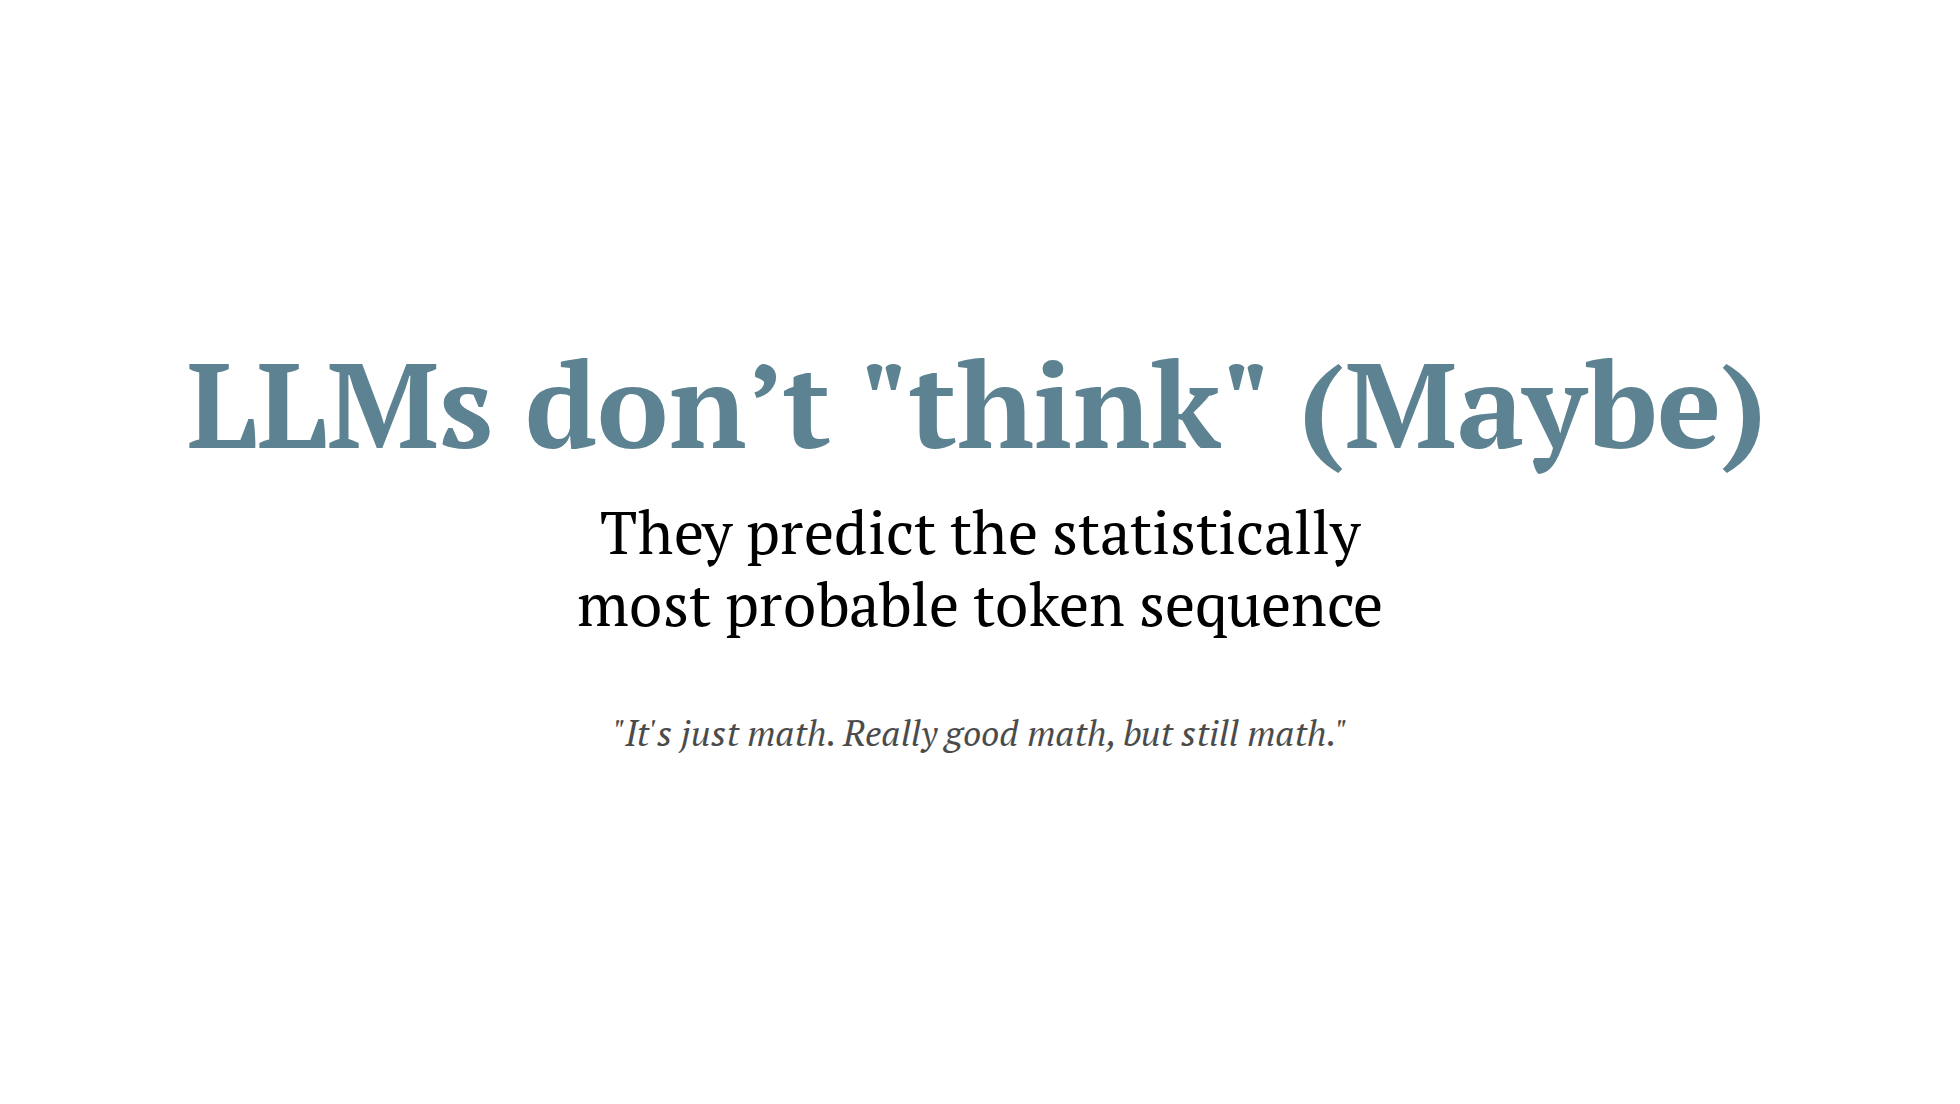 LLMs don’t "think" (Maybe)
They predict the statistically
most probable token sequence
"It's just math. Really good math, but still math."